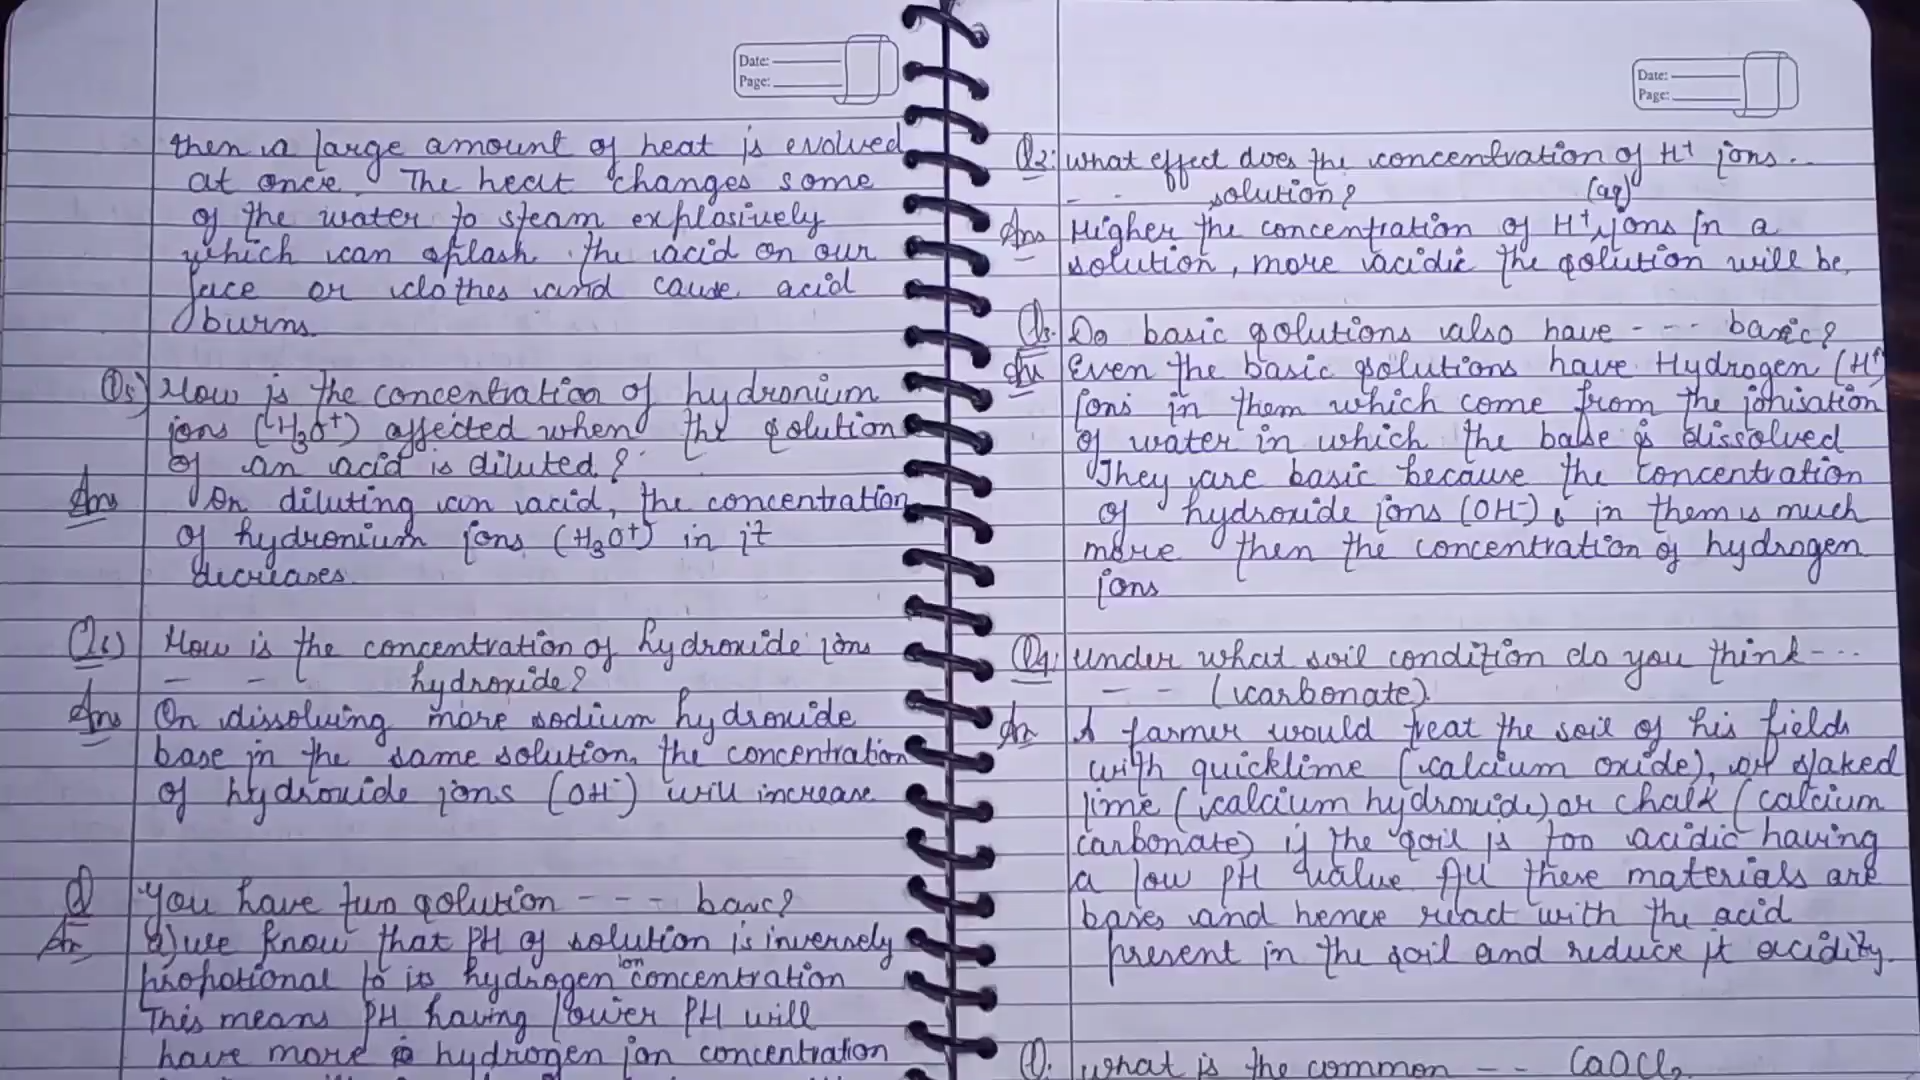 Date:
Page:
then a large amount of heat is evolved
at once. The heat changes some
of the water to steam explosively
which can splash the acid on our
face or clothes and cause acid
burns.
Q5) How is the concentration of hydronium
ions (H3O+) affected when the solution
of an acid is diluted?
Ans On diluting an acid, the concentration
of hydronium ions (H3O+) in it
decreases.
Q6) How is the concentration of hydroxide ions
- - hydroxide?
Ans On dissolving more sodium hydroxide
base in the same solution, the concentration
of hydroxide ions (OH-) will increase
Q You have two solution - - - basic?
An a) we know that PH of solution is inversely
propotional to its hydrogen ion concentration
This means PH having lower PH will
have more hydrogen ion concentration
Date:
Page:
Q2: What effect does the concentration of H+ ions..
- - solution?
Ans Higher the concentration of H+(aq) ions in a
solution, more acidic the solution will be.
Q3. Do basic solutions also have - - - basic?
An Even the basic solutions have Hydrogen (H+)
ions in them which come from the ionisation
of water in which the base is dissolved
They are basic because the concentration
of hydroxide ions (OH-) in them is much
more then the concentration of hydrogen
ions
Q4. Under what soil condition do you think - ...
- - (carbonate)
An A farmer would treat the soil of his fields
with quicklime (calcium oxide), or slaked
lime (calcium hydroxide) or chalk (calcium
carbonate) if the soil is too acidic having
a low PH value All these materials are
bases and hence react with the acid
present in the soil and reduce it acidity.
Q. What is the common - - CaOCl2